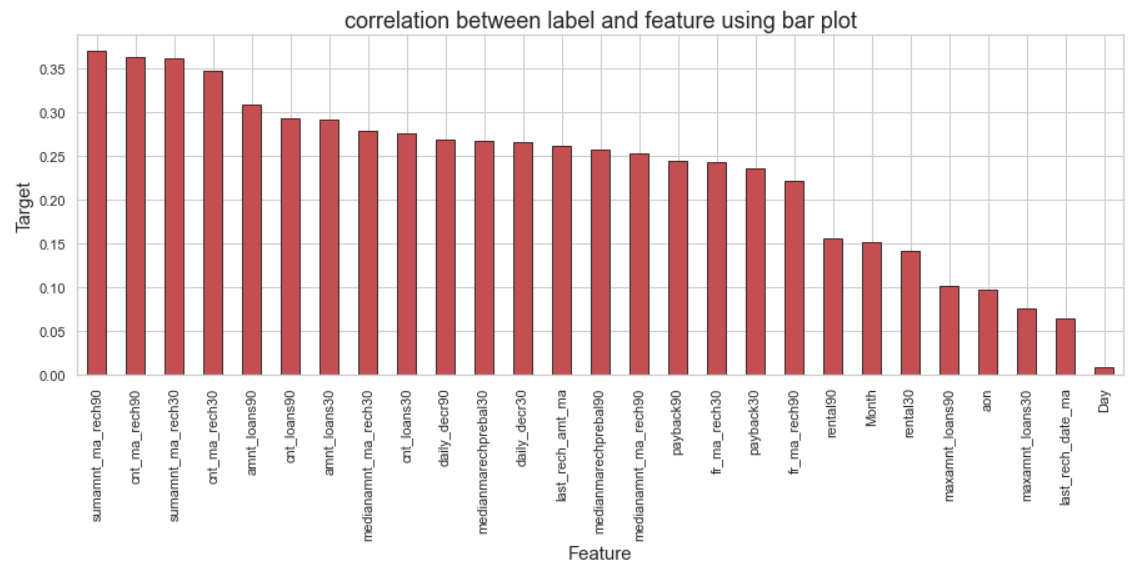 correlation between label and feature using bar plot
Target
0.35
0.30
0.25
0.20
0.15
0.10
0.05
0.00
sumamnt_ma_rech90
cnt_ma_rech90
sumamnt_ma_rech30
cnt_ma_rech30
amnt_loans90
cnt_loans90
amnt_loans30
medianamnt_ma_rech30
cnt_loans30
daily_decr90
medianmarechprebal30
daily_decr30
last_rech_amt_ma
medianmarechprebal90
medianamnt_ma_rech90
payback90
fr_ma_rech30
payback30
fr_ma_rech90
rental90
Month
rental30
maxamnt_loans90
aon
maxamnt_loans30
last_rech_date_ma
Day
Feature